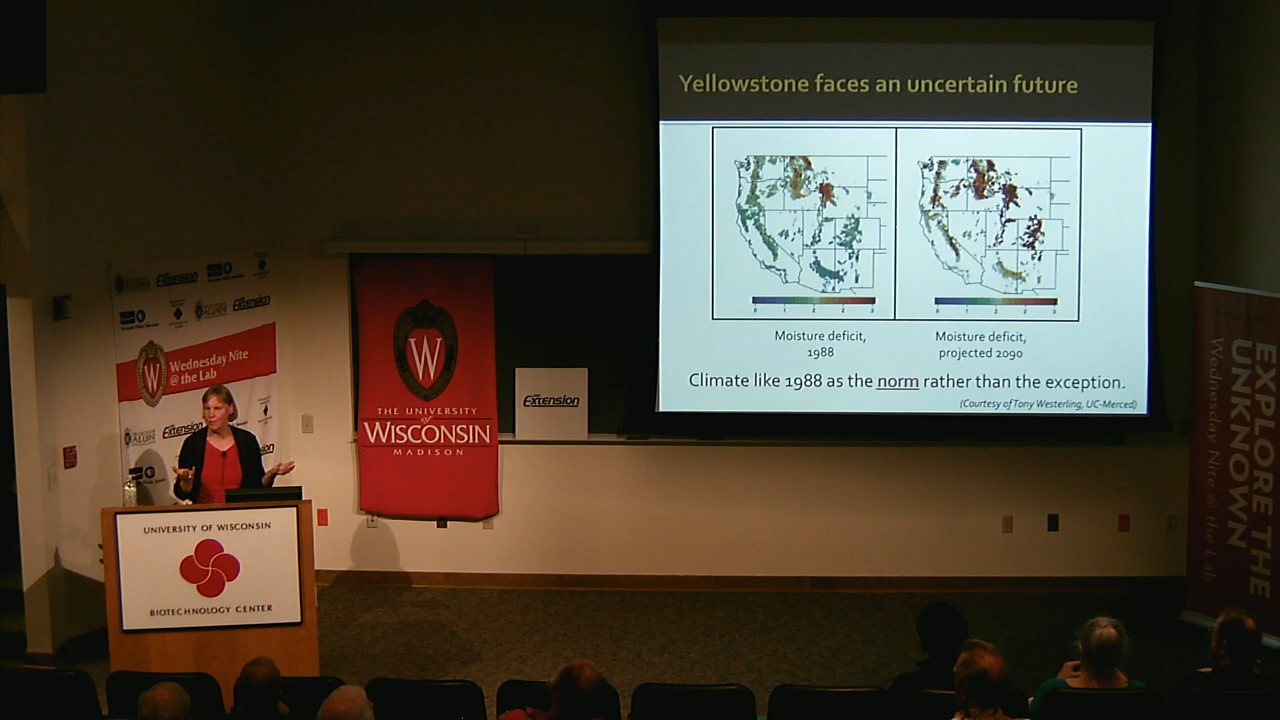 Yellowstone faces an uncertain future
Moisture deficit,
1988
Moisture deficit,
projected 2090
Climate like 1988 as the norm rather than the exception.
(Courtesy of Tony Westerling, UC-Merced)
Extension
Extension
Wednesday Nite
@ the Lab
Extension
W
THE UNIVERSITY
of
WISCONSIN
MADISON
Extension
UNIVERSITY OF WISCONSIN
BIOTECHNOLOGY CENTER
EXPLORE THE
UNKNOWN
Wednesday Nite @ the Lab